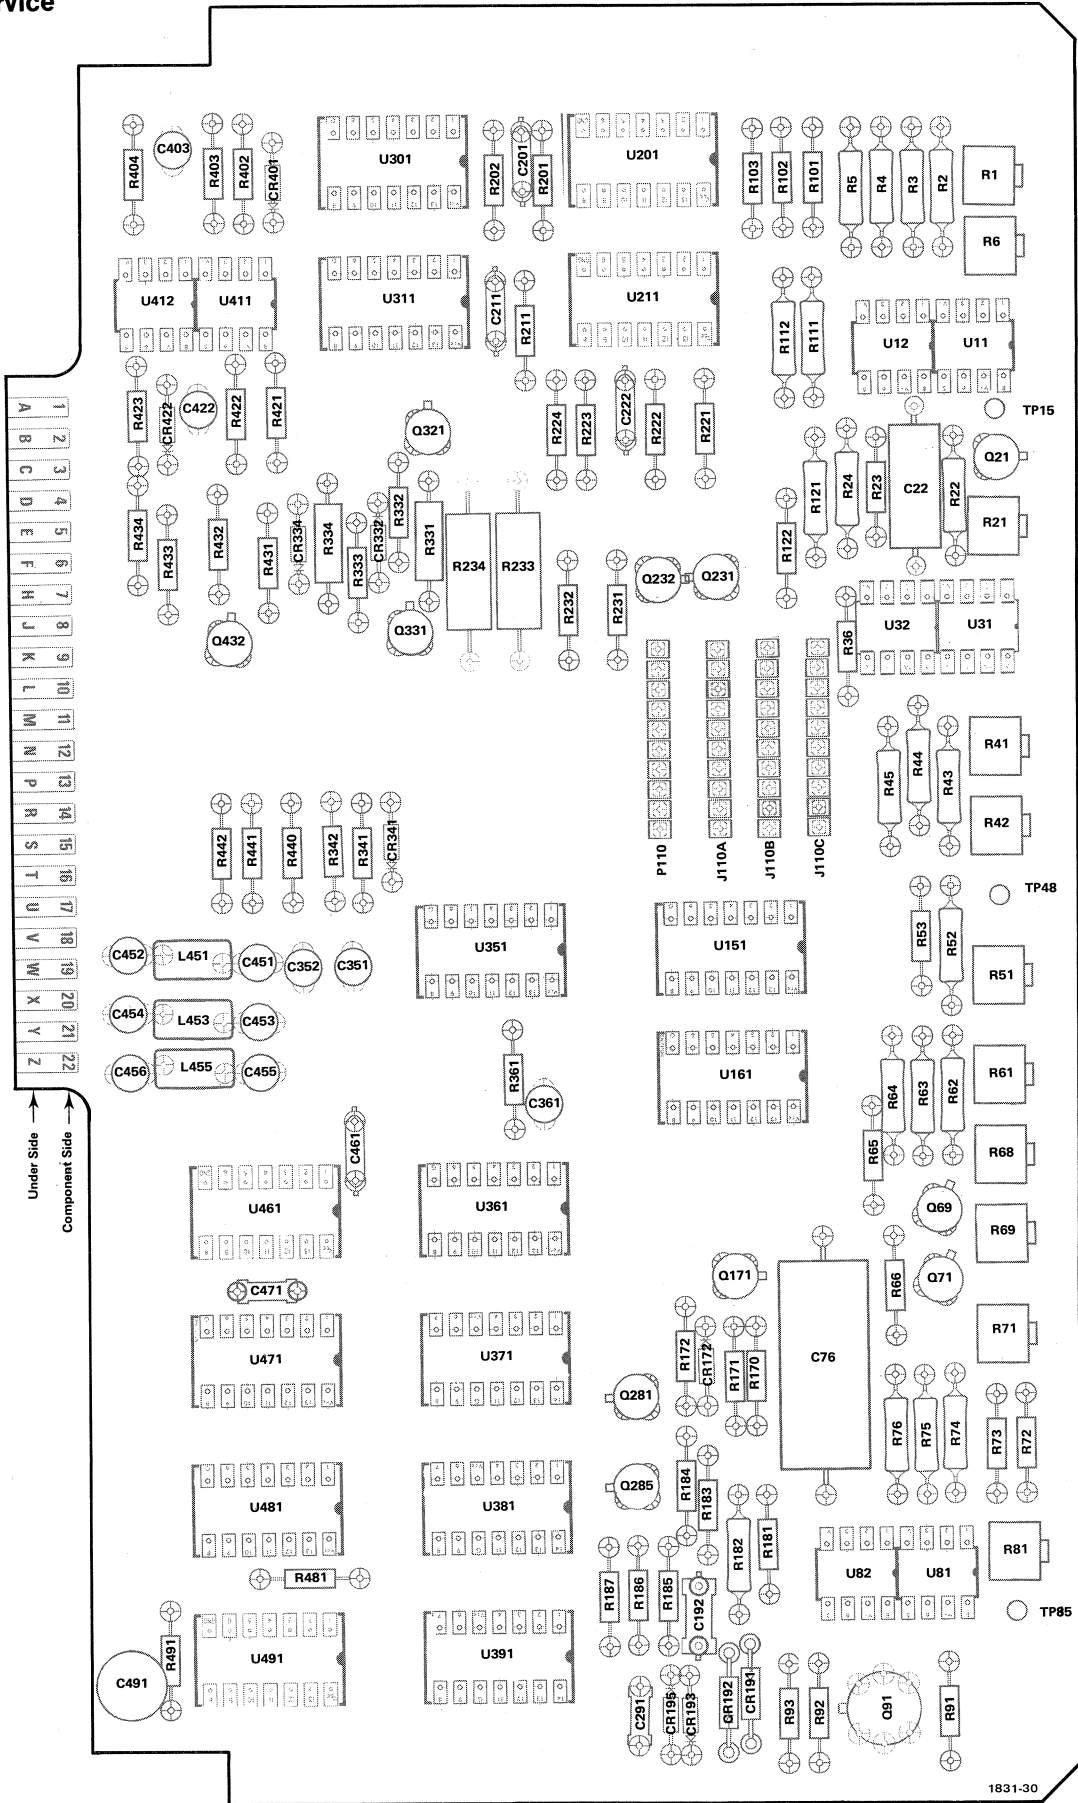 rvice
R404
C403
R403
R402
CR401
U301
R202
C201
R201
U201
R103
R102
R101
R5
R4
R3
R2
R1
R6
U412
U411
U311
C211
R211
U211
R112
R111
U12
U11
R423
CR422
C422
R422
R421
Q321
R224
R223
C222
R222
R221
TP15
R434
R433
R432
R431
CR334
R334
R333
CR332
R332
R331
R234
R233
R121
R24
R23
C22
R22
Q21
R21
R122
Q432
Q331
R232
R231
Q232
Q231
R36
U32
U31
A 1
B 2
C 3
D 4
E 5
F 6
H 7
J 8
K 9
L 10
M 11
N 12
P 13
R 14
S 15
T 16
U 17
V 18
W 19
X 20
Y 21
Z 22
Under Side
Component Side
R45
R44
R43
R41
R42
P110
J110A
J110B
J110C
R442
R441
R440
R342
R341
CR341
TP48
C452
L451
C451
C352
C351
U351
U151
R53
R52
R51
C454
L453
C453
C456
L455
C455
R361
C361
U161
R64
R63
R62
R61
R65
R68
C461
U461
U361
Q69
R69
C471
Q171
R66
Q71
U471
U371
R172
CR172
R171
R170
C76
R71
Q281
R76
R75
R74
R73
R72
U481
U381
Q285
R184
R183
R182
R181
R481
R187
R186
R185
C192
U82
U81
R81
TP85
C491
R491
U491
U391
C291
CR195
CR193
CR192
CR191
R93
R92
Q91
R91
1831-30